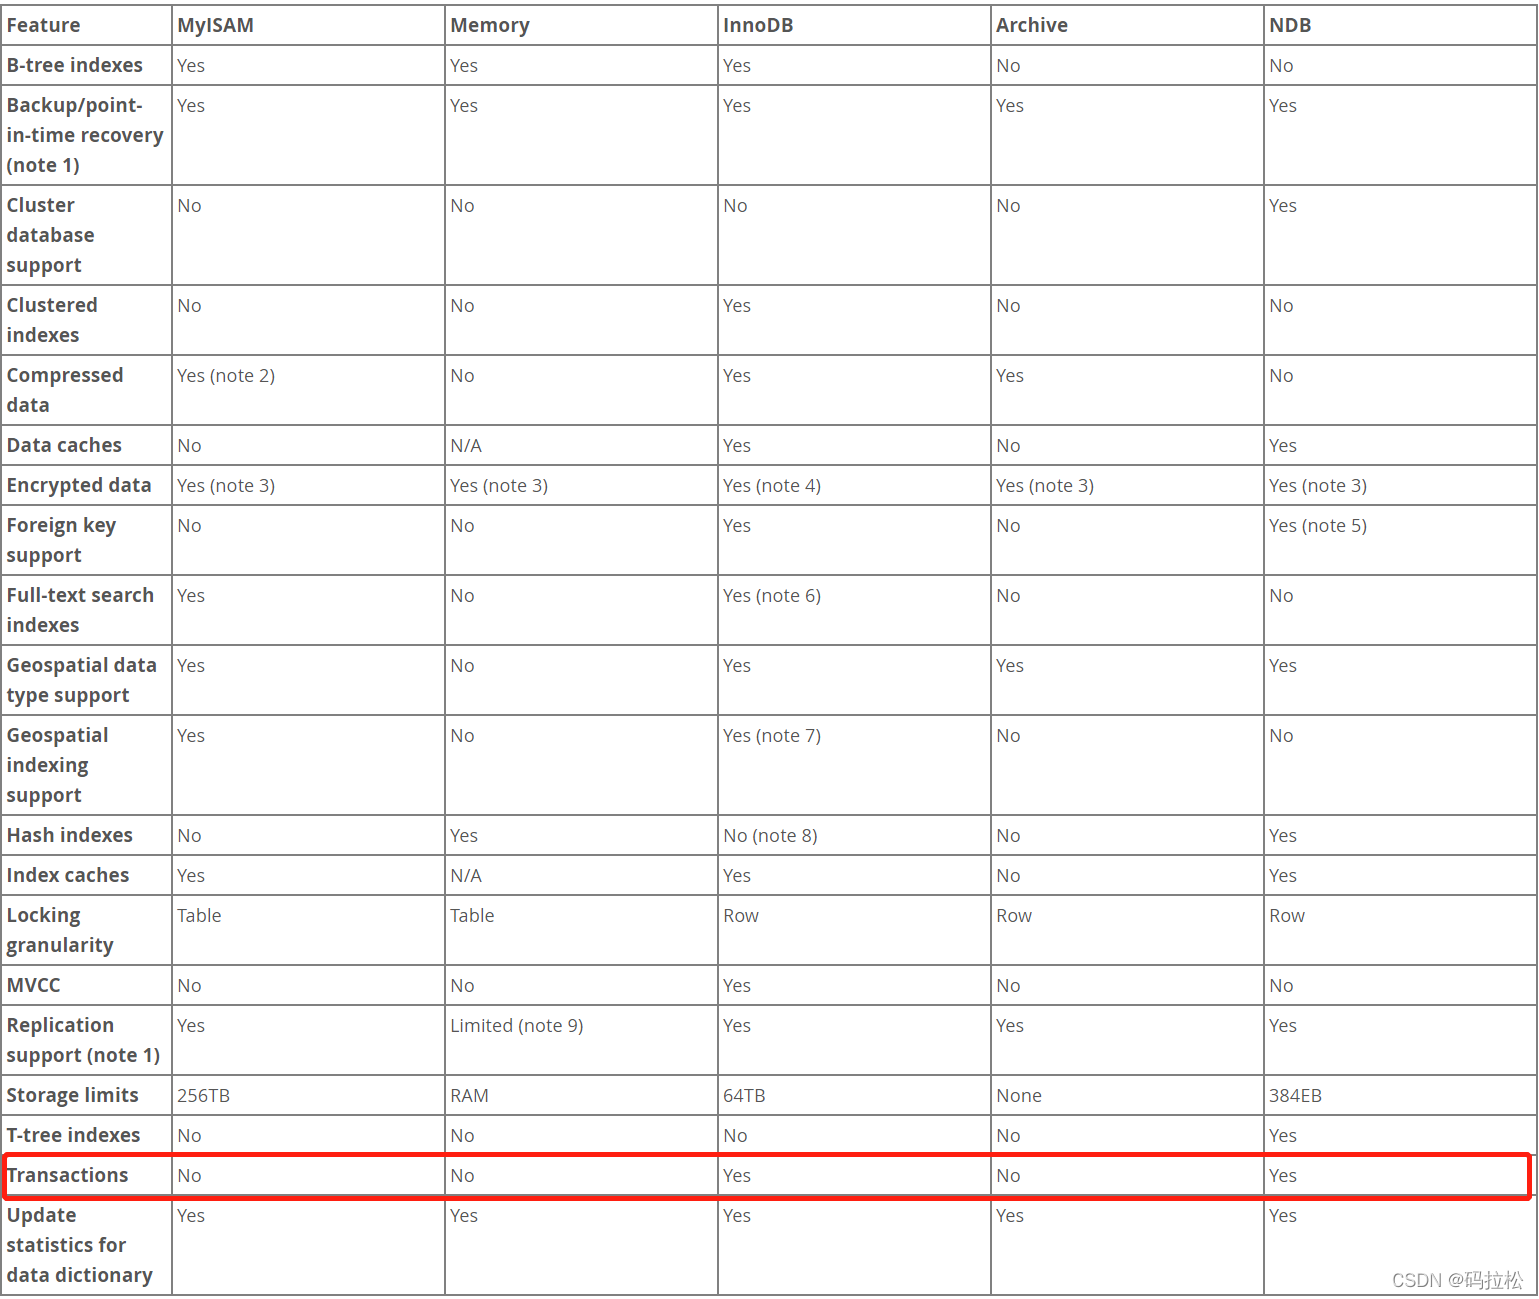 Feature MyISAM Memory InnoDB Archive NDB
B-tree indexes Yes Yes Yes No No
Backup/point- Yes Yes Yes Yes Yes
in-time recovery
(note 1)
Cluster No No No No Yes
database
support
Clustered No No Yes No No
indexes
Compressed Yes (note 2) No Yes Yes No
data
Data caches No N/A Yes No Yes
Encrypted data Yes (note 3) Yes (note 3) Yes (note 4) Yes (note 3) Yes (note 3)
Foreign key No No Yes No Yes (note 5)
support
Full-text search Yes No Yes (note 6) No No
indexes
Geospatial data Yes No Yes Yes Yes
type support
Geospatial Yes No Yes (note 7) No No
indexing
support
Hash indexes No Yes No (note 8) No Yes
Index caches Yes N/A Yes No Yes
Locking Table Table Row Row Row
granularity
MVCC No No Yes No No
Replication Yes Limited (note 9) Yes Yes Yes
support (note 1)
Storage limits 256TB RAM 64TB None 384EB
T-tree indexes No No No No Yes
Transactions No No Yes No Yes
Update Yes Yes Yes Yes Yes
statistics for
data dictionary
CSDN @码拉松